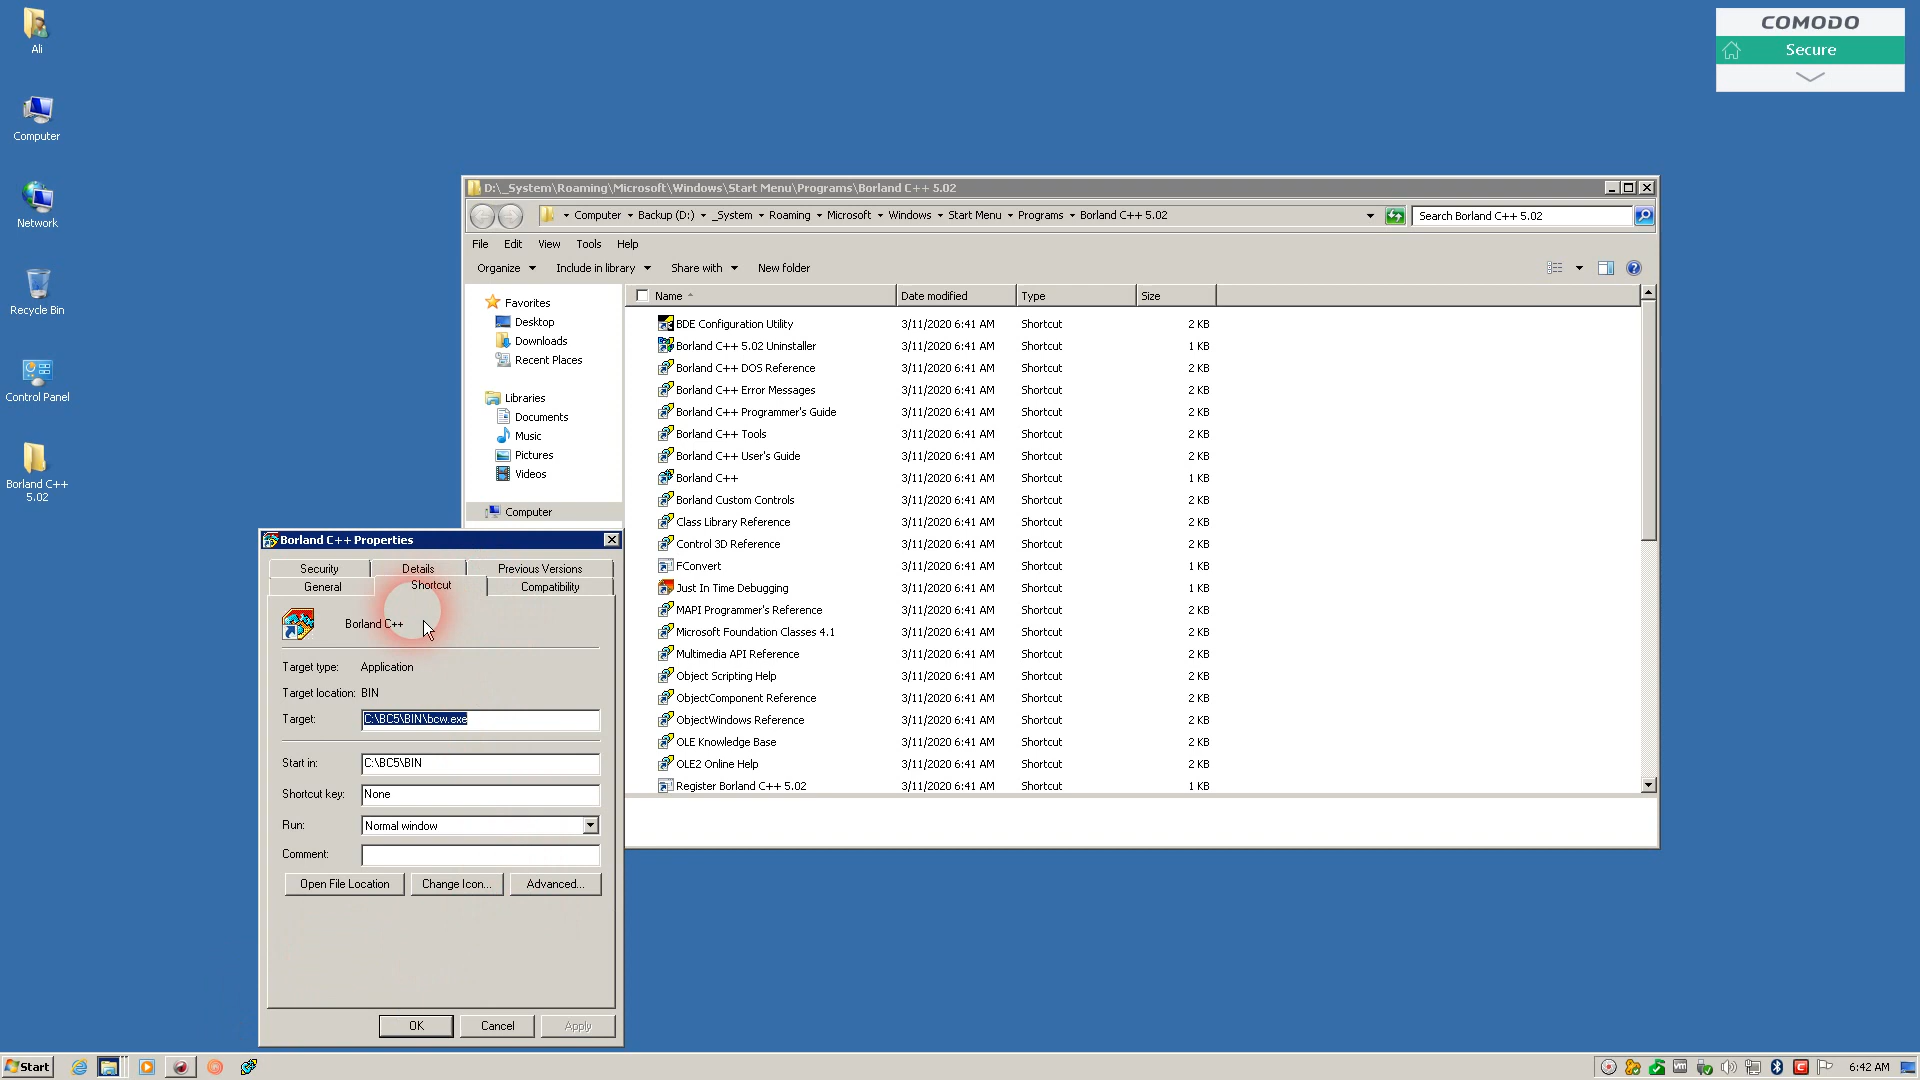 Ali
Computer
Network
Recycle Bin
Control Panel
Borland C++
5.02
COMODO
Secure
D:\_System\Roaming\Microsoft\Windows\Start Menu\Programs\Borland C++ 5.02
Computer Backup (D:) _System Roaming Microsoft Windows Start Menu Programs Borland C++ 5.02
Search Borland C++ 5.02
File Edit View Tools Help
Organize Include in library Share with New folder
Favorites
Desktop
Downloads
Recent Places
Libraries
Documents
Music
Pictures
Videos
Computer
Name Date modified Type Size
BDE Configuration Utility 3/11/2020 6:41 AM Shortcut 2 KB
Borland C++ 5.02 Uninstaller 3/11/2020 6:41 AM Shortcut 1 KB
Borland C++ DOS Reference 3/11/2020 6:41 AM Shortcut 2 KB
Borland C++ Error Messages 3/11/2020 6:41 AM Shortcut 2 KB
Borland C++ Programmer's Guide 3/11/2020 6:41 AM Shortcut 2 KB
Borland C++ Tools 3/11/2020 6:41 AM Shortcut 2 KB
Borland C++ User's Guide 3/11/2020 6:41 AM Shortcut 2 KB
Borland C++ 3/11/2020 6:41 AM Shortcut 1 KB
Borland Custom Controls 3/11/2020 6:41 AM Shortcut 2 KB
Class Library Reference 3/11/2020 6:41 AM Shortcut 2 KB
Control 3D Reference 3/11/2020 6:41 AM Shortcut 2 KB
FConvert 3/11/2020 6:41 AM Shortcut 1 KB
Just In Time Debugging 3/11/2020 6:41 AM Shortcut 2 KB
MAPI Programmer's Reference 3/11/2020 6:41 AM Shortcut 2 KB
Microsoft Foundation Classes 4.1 3/11/2020 6:41 AM Shortcut 2 KB
Multimedia API Reference 3/11/2020 6:41 AM Shortcut 2 KB
Object Scripting Help 3/11/2020 6:41 AM Shortcut 2 KB
ObjectComponent Reference 3/11/2020 6:41 AM Shortcut 2 KB
ObjectWindows Reference 3/11/2020 6:41 AM Shortcut 2 KB
OLE Knowledge Base 3/11/2020 6:41 AM Shortcut 2 KB
OLE2 Online Help 3/11/2020 6:41 AM Shortcut 2 KB
Register Borland C++ 5.02 3/11/2020 6:41 AM Shortcut 1 KB
Borland C++ Properties
Security Details Previous Versions
General Shortcut Compatibility
Borland C++
Target type: Application
Target location: BIN
Target: C:\BC5\BIN\bcw.exe
Start in: C:\BC5\BIN
Shortcut key: None
Run: Normal window
Comment:
Open File Location Change Icon... Advanced...
OK Cancel Apply
Start
6:42 AM